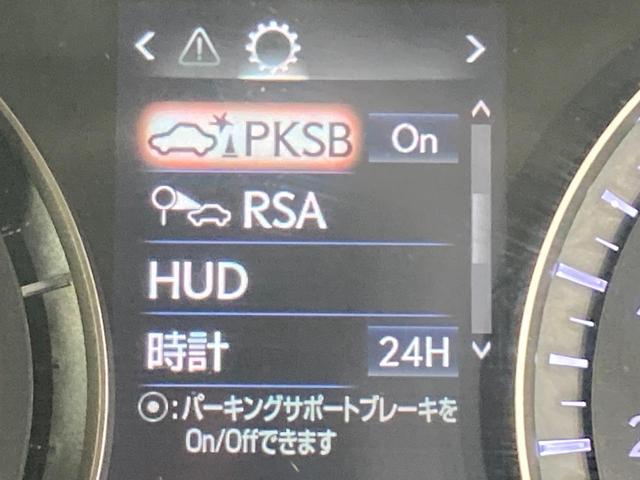 PKSB On
RSA
HUD
時計 24H
⦿:パーキングサポートブレーキを
On/Offできます